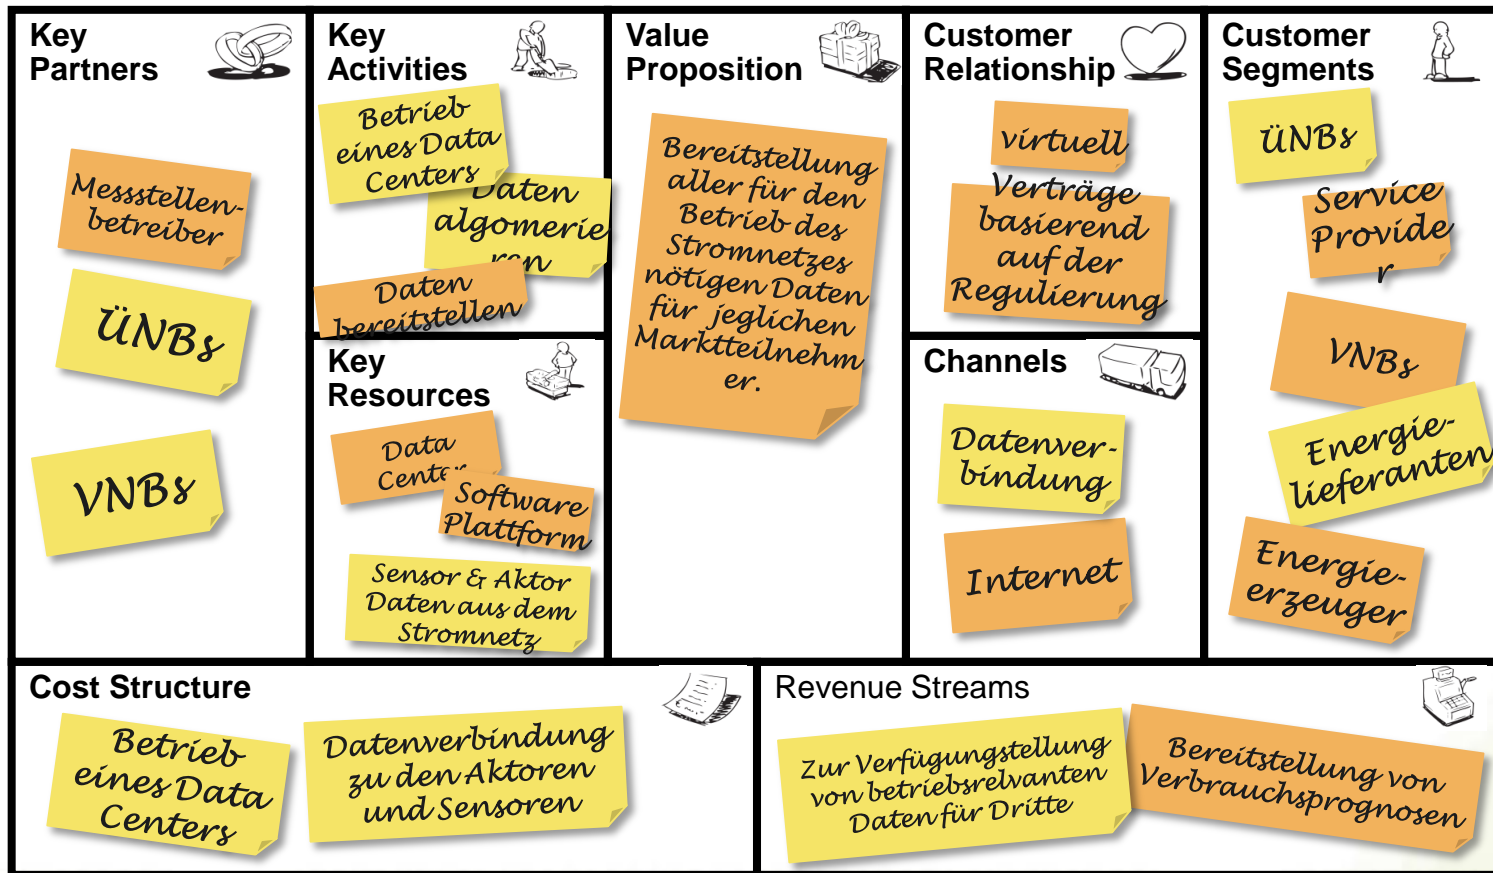 Key
Partners
Messstellen-
betreiber
ÜNBs
VNBs
Key
Activities
Betrieb
eines Data
Centers
Daten
algomerie
ren
Daten
bereitstellen
Key
Resources
Data
Center
Software
Plattform
Sensor & Aktor
Daten aus dem
Stromnetz
Value
Proposition
Bereitstellung
aller für den
Betrieb des
Stromnetzes
nötigen Daten
für jeglichen
Marktteilnehm
er.
Customer
Relationship
virtuell
Verträge
basierend
auf der
Regulierung
Channels
Datenver-
bindung
Internet
Customer
Segments
ÜNBs
Service
Provide
r
VNBs
Energie-
lieferanten
Energie-
erzeuger
Cost Structure
Betrieb
eines Data
Centers
Datenverbindung
zu den Aktoren
und Sensoren
Revenue Streams
Zur Verfügungstellung
von betriebsrelvanten
Daten für Dritte
Bereitstellung von
Verbrauchsprognosen